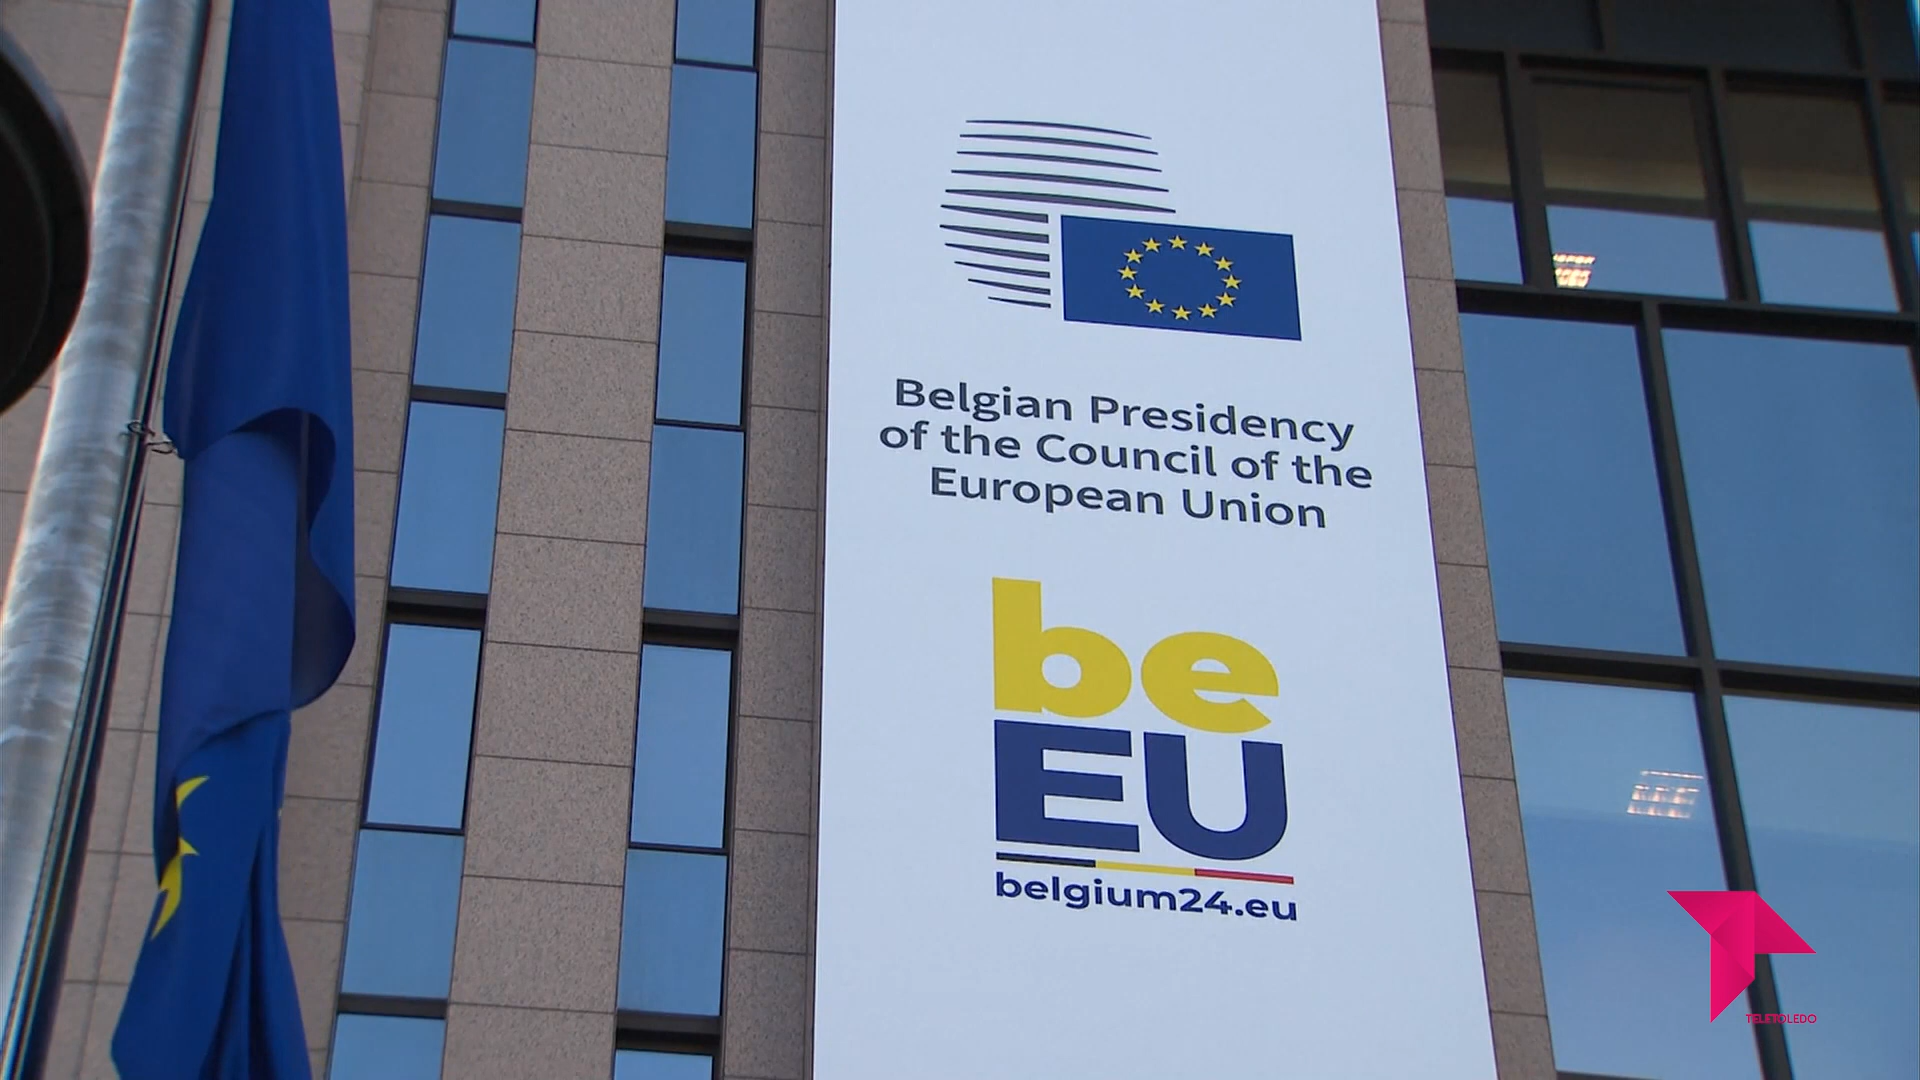 Belgian Presidency
of the Council of the
European Union
be
EU
belgium24.eu
TELETOLEDO